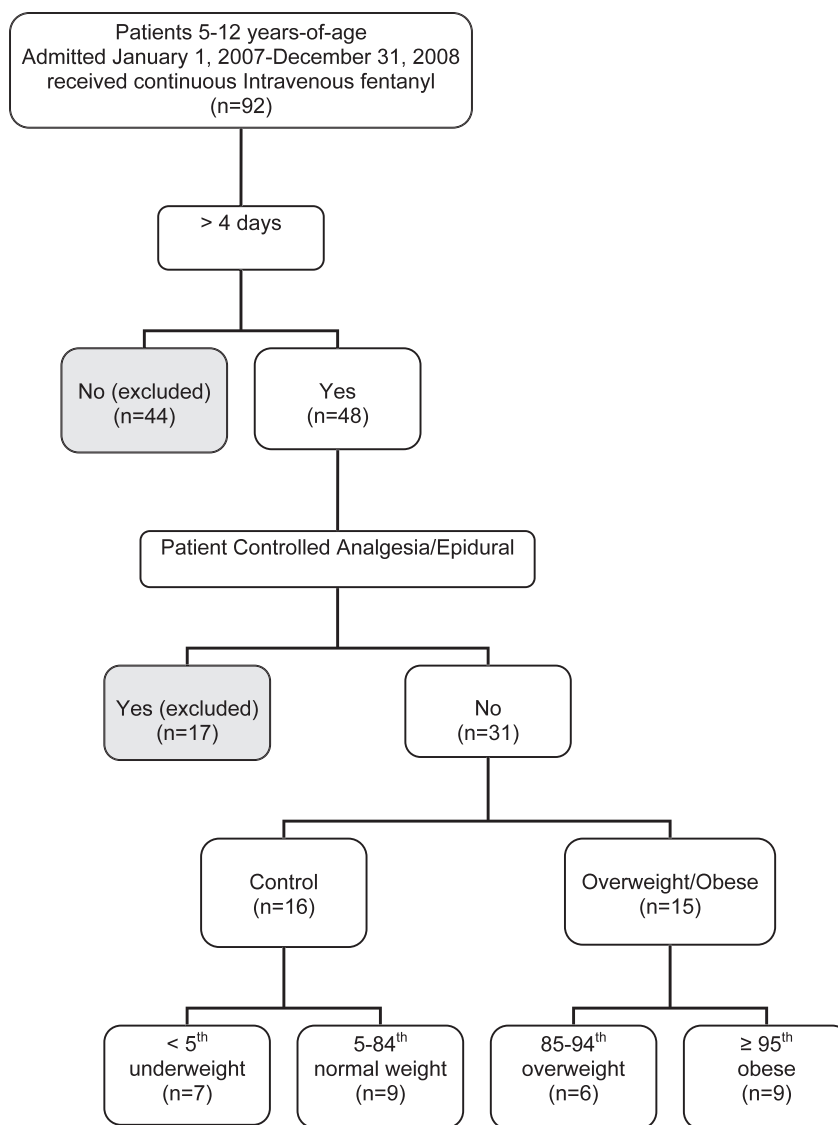 Patients 5-12 years-of-age
Admitted January 1, 2007-December 31, 2008
received continuous Intravenous fentanyl
(n=92)
> 4 days
No (excluded)
(n=44)
Yes
(n=48)
Patient Controlled Analgesia/Epidural
Yes (excluded)
(n=17)
No
(n=31)
Control
(n=16)
Overweight/Obese
(n=15)
< 5th
underweight
(n=7)
5-84th
normal weight
(n=9)
85-94th
overweight
(n=6)
≥ 95th
obese
(n=9)